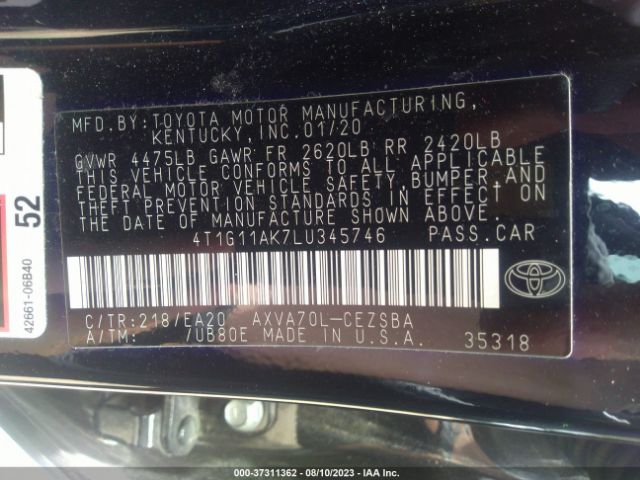 MFD.BY:TOYOTA MOTOR MANUFACTURING,
KENTUCKY, INC.01/20
GVWR 4475LB GAWR FR 2620LB RR 2420LB
THIS VEHICLE CONFORMS TO ALL APPLICABLE
FEDERAL MOTOR VEHICLE SAFETY, BUMPER, AND
THEFT PREVENTION STANDARDS IN EFFECT ON
THE DATE OF MANUFACTURE SHOWN ABOVE.
4T1G11AK7LU345746 PASS.CAR
C/TR:218/EA20 AXVA70L-CEZSBA
A/TM: /UB80E MADE IN U.S.A. 35318
52
42661-06B40
000-37311362 - 08/10/2023 - IAA Inc.